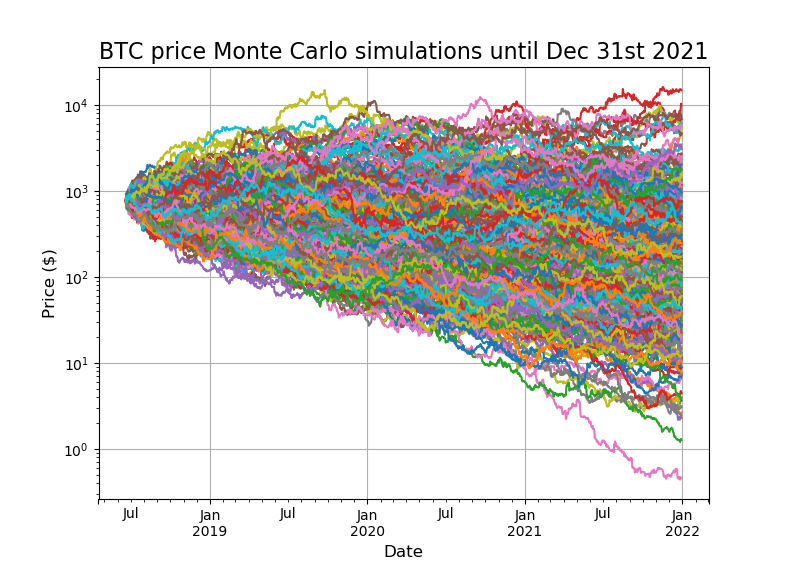 BTC price Monte Carlo simulations until Dec 31st 2021
Price ($)
10⁴
10³
10²
10¹
10⁰
Jul Jan Jul Jan Jul Jan Jul Jan
2019 2020 2021 2022
Date